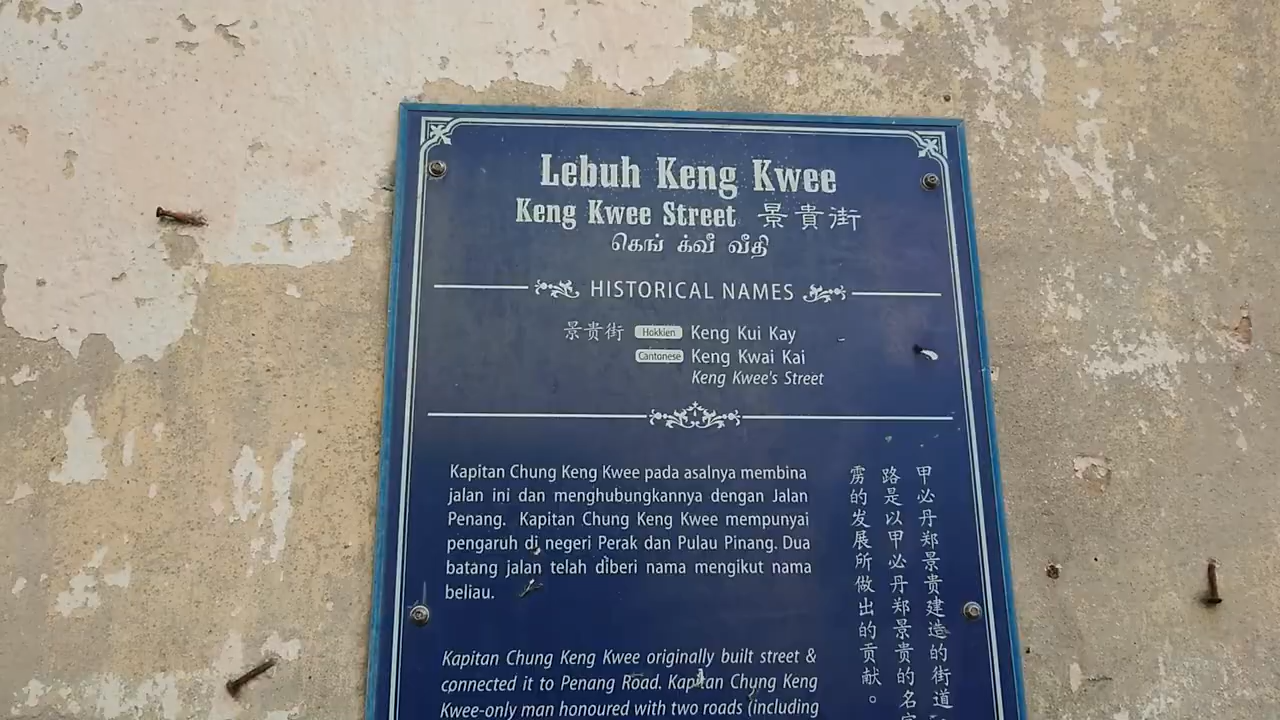 Lebuh Keng Kwee
Keng Kwee Street 景貴街
கெங் க்வீ வீதி
HISTORICAL NAMES
景贵街 Hokkien Keng Kui Kay
Cantonese Keng Kwai Kai
Keng Kwee's Street
Kapitan Chung Keng Kwee pada asalnya membina
jalan ini dan menghubungkannya dengan Jalan
Penang. Kapitan Chung Keng Kwee mempunyai
pengaruh di negeri Perak dan Pulau Pinang. Dua
batang jalan telah diberi nama mengikut nama
beliau.
Kapitan Chung Keng Kwee originally built street &
connected it to Penang Road. Kapitan Chung Keng
Kwee-only man honoured with two roads (including
甲必丹郑景贵建造的街道
路是以甲必丹郑景贵的名
雳的发展所做出的贡献。